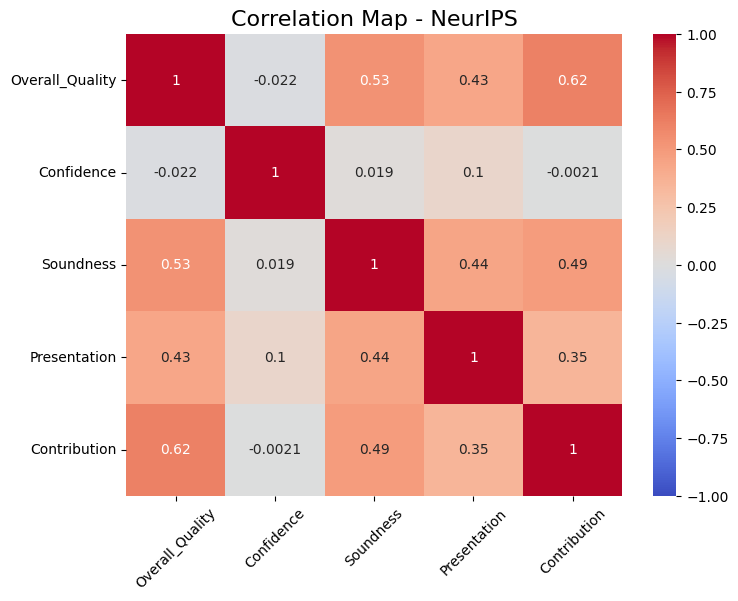 Correlation Map - NeurIPS
Overall_Quality 1 -0.022 0.53 0.43 0.62
Confidence -0.022 1 0.019 0.1 -0.0021
Soundness 0.53 0.019 1 0.44 0.49
Presentation 0.43 0.1 0.44 1 0.35
Contribution 0.62 -0.0021 0.49 0.35 1
Overall_Quality Confidence Soundness Presentation Contribution
1.00
0.75
0.50
0.25
0.00
−0.25
−0.50
−0.75
−1.00